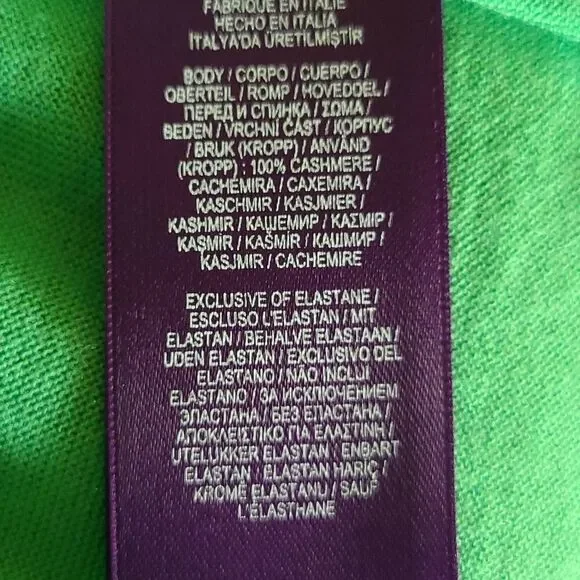 FABRIQUÉ EN ITALIE
HECHO EN ITALIA
İTALYA'DA ÜRETİLMİŞTİR
BODY / CORPO / CUERPO /
OBERTEIL / ROMP / HOVEDDEL /
ПЕРЕД И СПИНКА / ΣΩΜΑ /
BEDEN / VRCHNÍ ČÁST / КОРПУС
/ BRUK (KROPP) / ANVÄND
(KROPP) : 100% CASHMERE /
CACHEMIRA / CAXEMIRA /
KASCHMIR / KASJMIER /
KASHMIR / КАШЕМИР / ΚΑΣΜΙΡ /
KAŞMİR / KAŠMÍR / КАШМИР /
KASJMIR / CACHEMIRE
EXCLUSIVE OF ELASTANE /
ESCLUSO L'ELASTAN / MIT
ELASTAN / BEHALVE ELASTAAN /
UDEN ELASTAN / EXCLUSIVO DEL
ELASTANO / NÃO INCLUI
ELASTANO / ЗА ИСКЛЮЧЕНИЕМ
ЭЛАСТАНА / БЕЗ ЕЛАСТАНА /
ΑΠΟΚΛΕΙΣΤΙΚΟ ΓΙΑ ΕΛΑΣΤΙΝΗ /
UTELUKKER ELASTAN / ENBART
ELASTAN / ELASTAN HARİÇ /
KROMĚ ELASTANU / SAUF
L'ÉLASTHANE